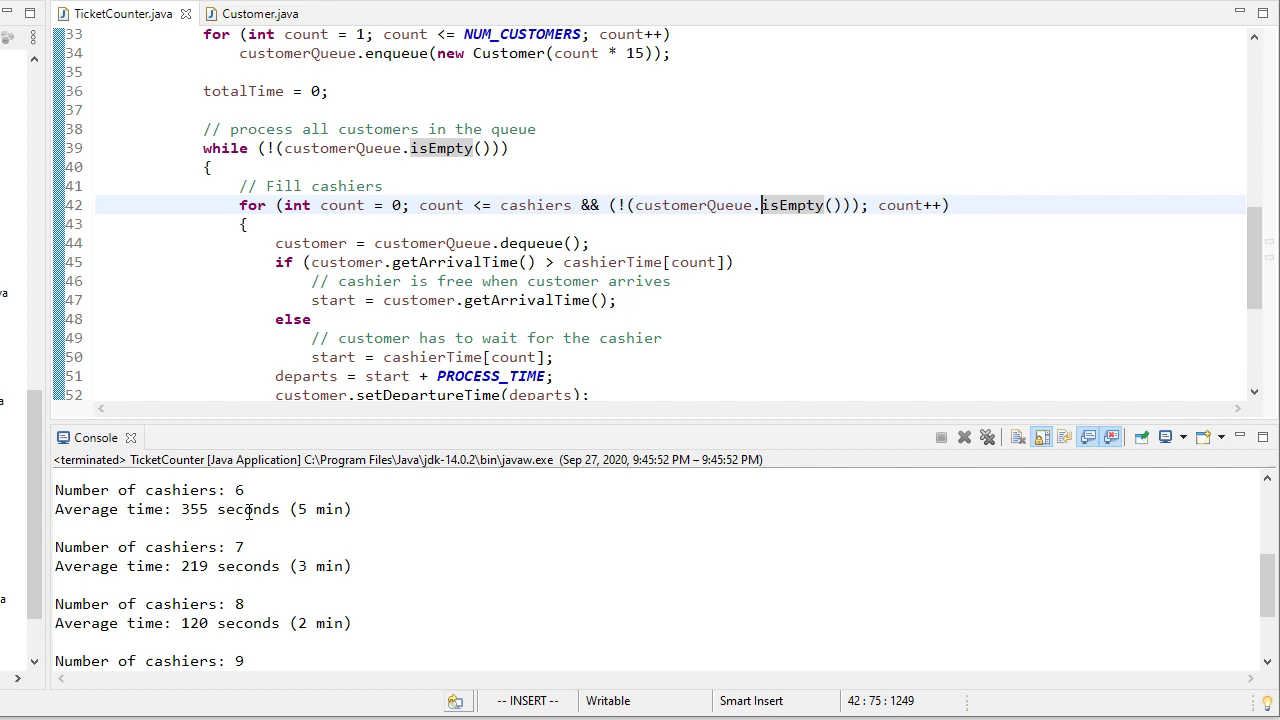 TicketCounter.java
Customer.java
33 for (int count = 1; count <= NUM_CUSTOMERS; count++)
34 customerQueue.enqueue(new Customer(count * 15));
35
36 totalTime = 0;
37
38 // process all customers in the queue
39 while (!(customerQueue.isEmpty()))
40 {
41 // Fill cashiers
42 for (int count = 0; count <= cashiers && (!(customerQueue.isEmpty())); count++)
43 {
44 customer = customerQueue.dequeue();
45 if (customer.getArrivalTime() > cashierTime[count])
46 // cashier is free when customer arrives
47 start = customer.getArrivalTime();
48 else
49 // customer has to wait for the cashier
50 start = cashierTime[count];
51 departs = start + PROCESS_TIME;
52 customer.setDepartureTime(departs);
va
a
a
Console
<terminated> TicketCounter [Java Application] C:\Program Files\Java\jdk-14.0.2\bin\javaw.exe (Sep 27, 2020, 9:45:52 PM – 9:45:52 PM)
Number of cashiers: 6
Average time: 355 seconds (5 min)
Number of cashiers: 7
Average time: 219 seconds (3 min)
Number of cashiers: 8
Average time: 120 seconds (2 min)
Number of cashiers: 9
-- INSERT --
Writable
Smart Insert
42 : 75 : 1249